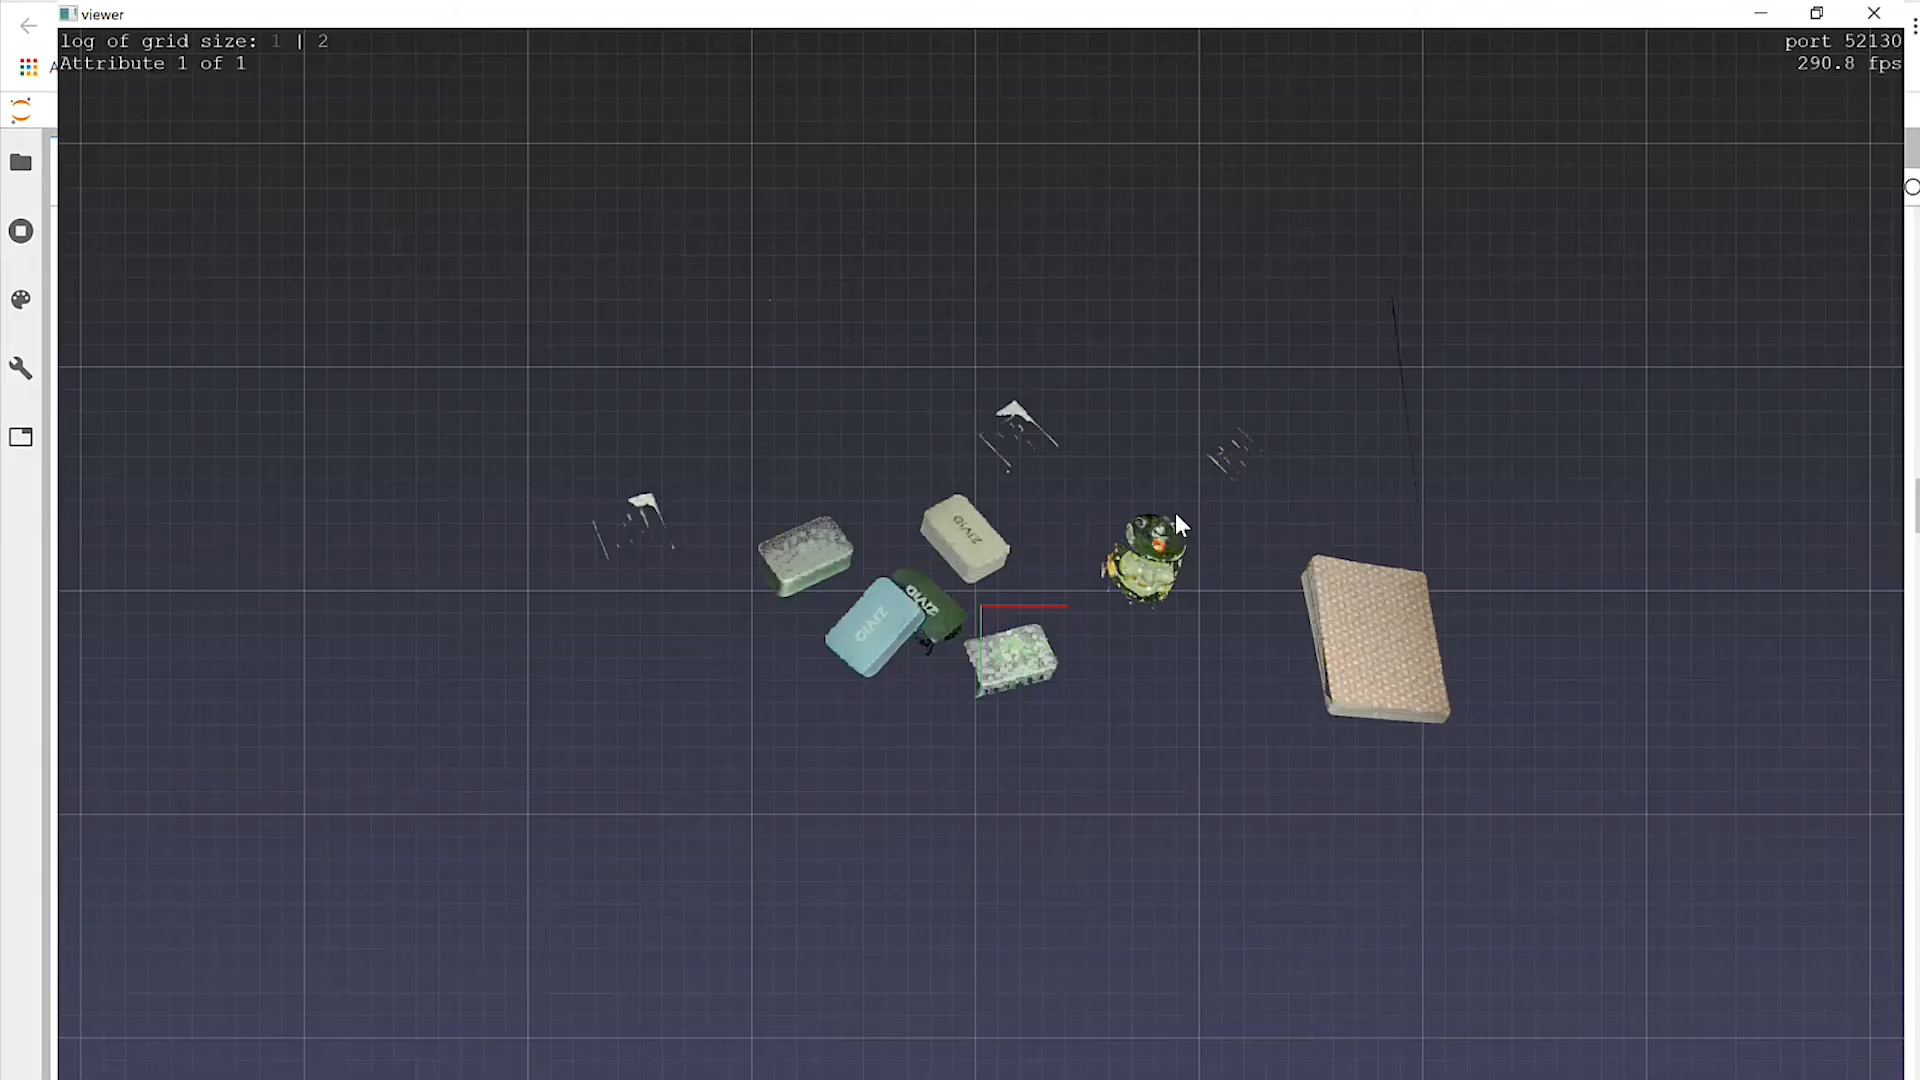 viewer
log of grid size: 1 | 2
port 52130
Attribute 1 of 1
290.8 fps
ZIVID
ZIVID
ZIVID